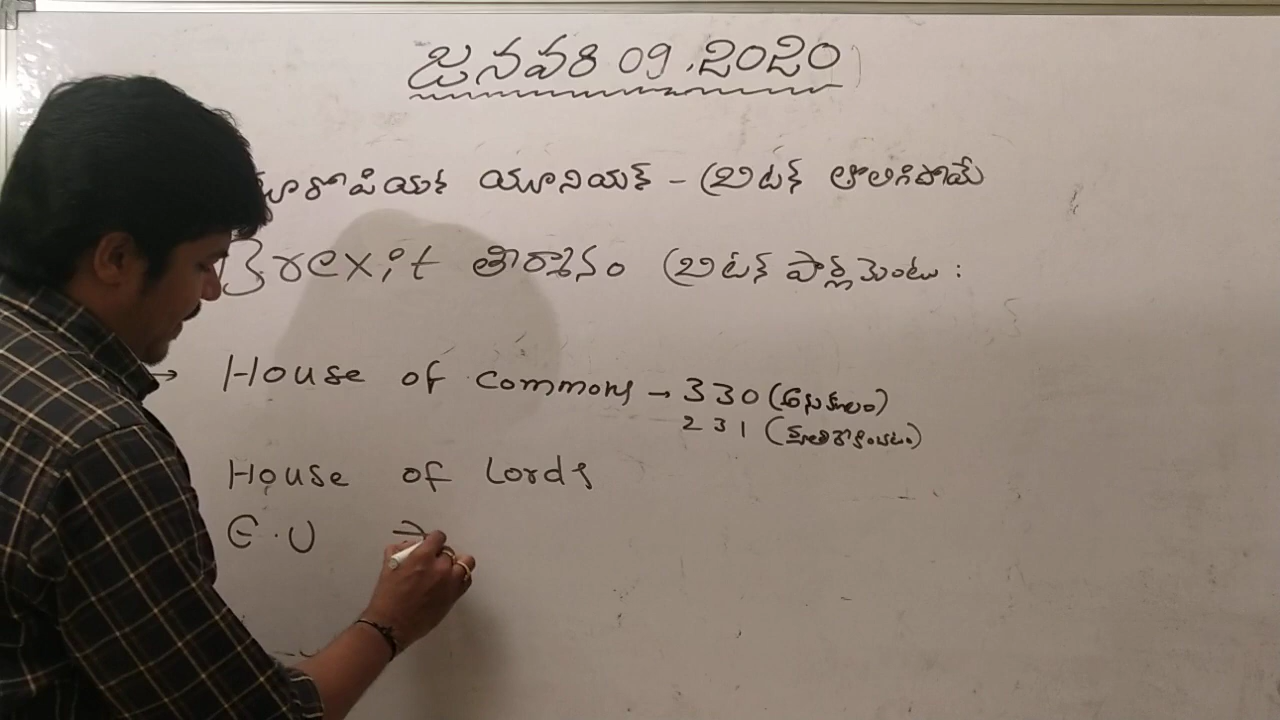 జనవరి 09, 2020
యూరోపియన్ యూనియన్ - బ్రిటన్ తొలగిపోయే
Brexit తీర్మానం బ్రిటన్ పార్లమెంటు :
→ House of commons → 330 (అనుకూలం)
231 (వ్యతిరేకించటం)
House of Lords
E.U →